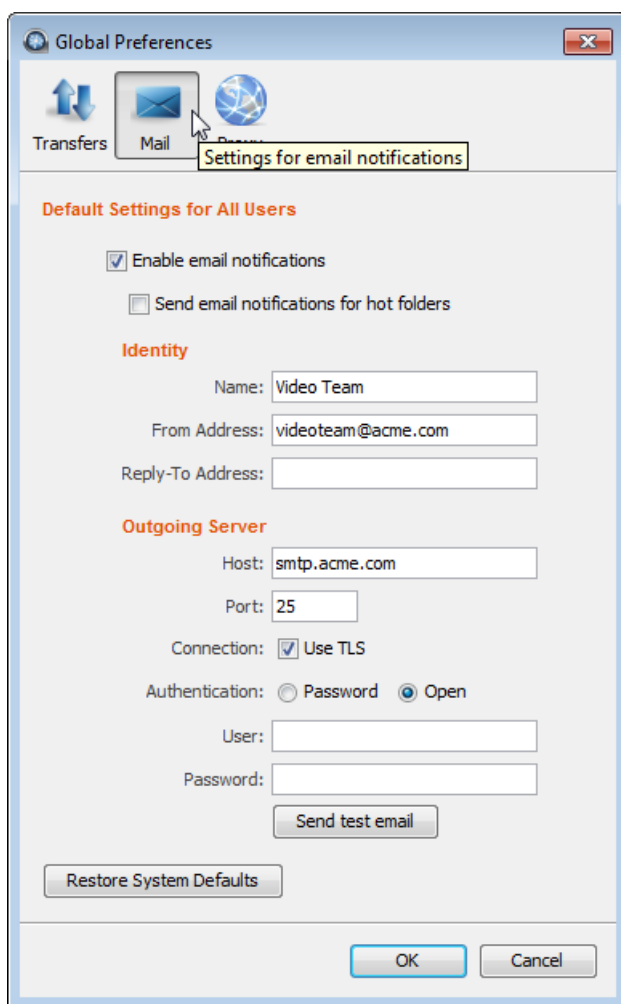 Global Preferences
Transfers
Mail
Settings for email notifications
Default Settings for All Users
Enable email notifications
Send email notifications for hot folders
Identity
Name: Video Team
From Address: videoteam@acme.com
Reply-To Address:
Outgoing Server
Host: smtp.acme.com
Port: 25
Connection: Use TLS
Authentication: Password Open
User:
Password:
Send test email
Restore System Defaults
OK Cancel